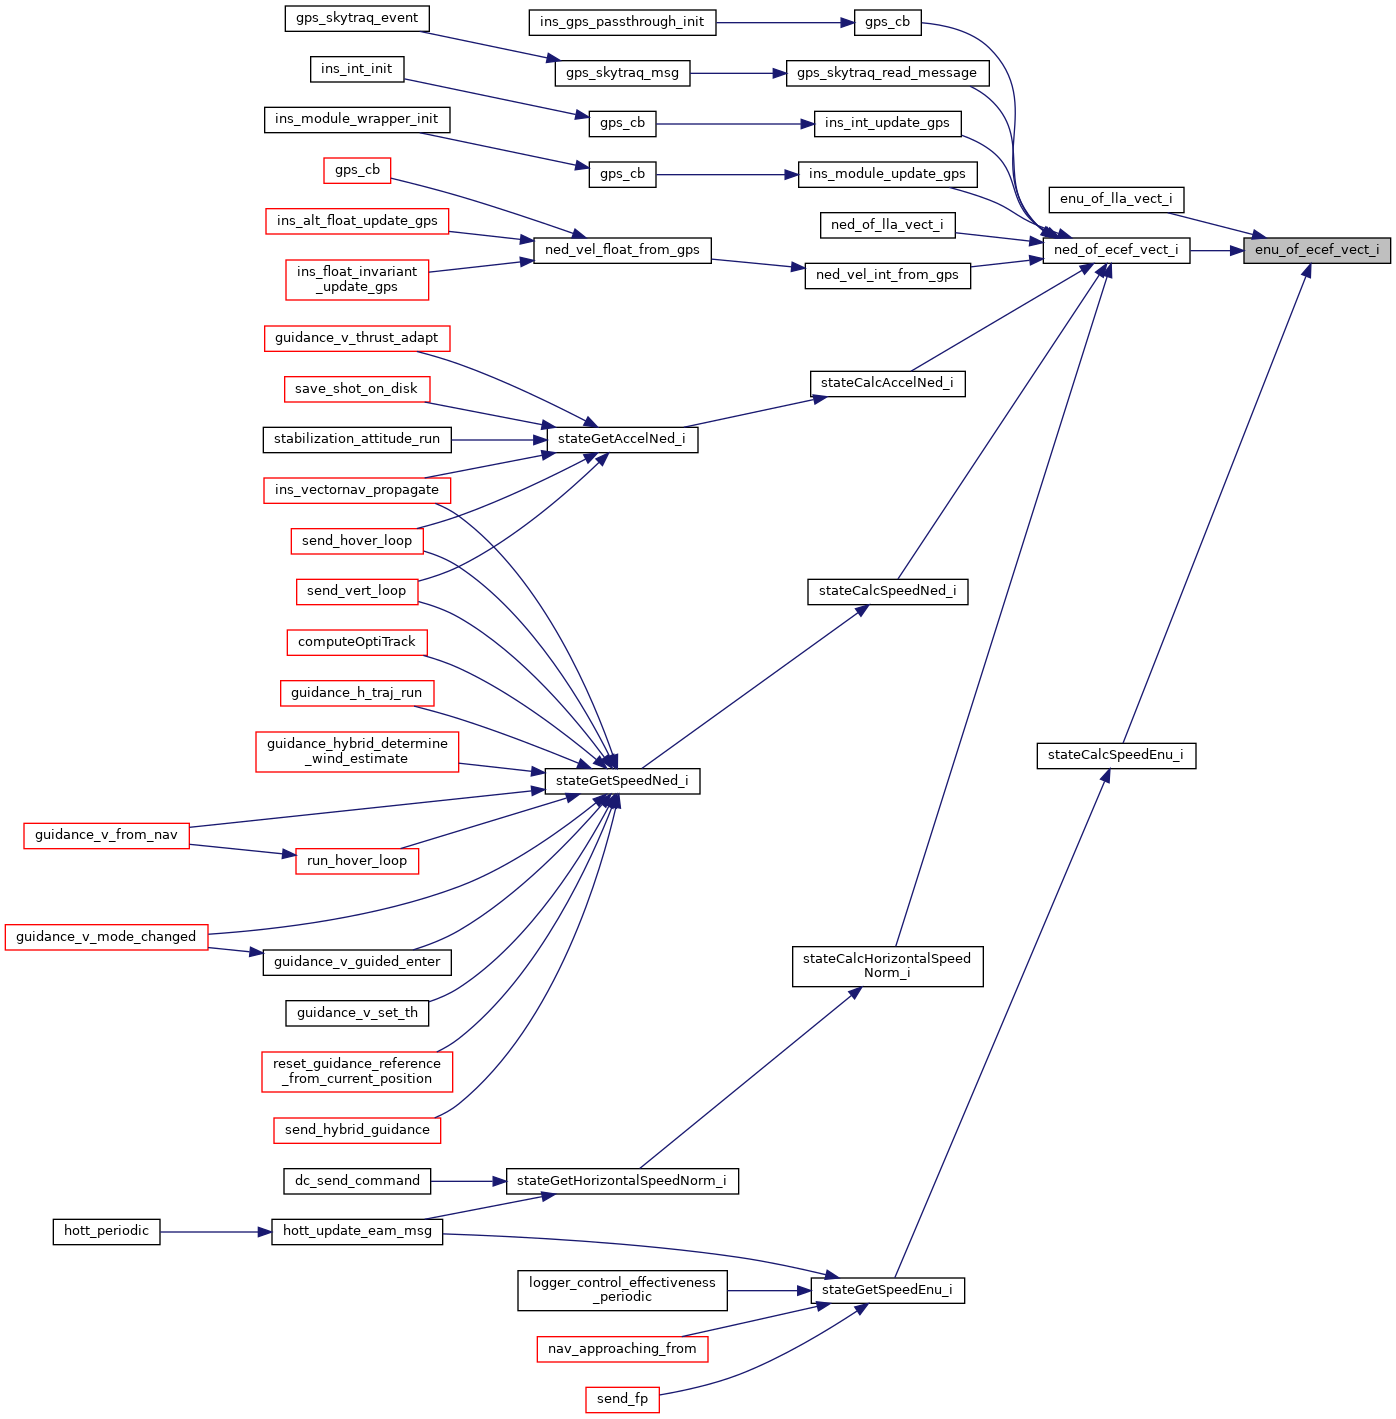 gps_skytraq_event
ins_gps_passthrough_init
gps_cb
ins_int_init
gps_skytraq_msg
gps_skytraq_read_message
ins_module_wrapper_init
gps_cb
ins_int_update_gps
gps_cb
gps_cb
ins_module_update_gps
enu_of_lla_vect_i
ins_alt_float_update_gps
ned_of_lla_vect_i
ned_vel_float_from_gps
ned_of_ecef_vect_i
enu_of_ecef_vect_i
ins_float_invariant
_update_gps
ned_vel_int_from_gps
guidance_v_thrust_adapt
save_shot_on_disk
stateCalcAccelNed_i
stabilization_attitude_run
stateGetAccelNed_i
ins_vectornav_propagate
send_hover_loop
send_vert_loop
stateCalcSpeedNed_i
computeOptiTrack
guidance_h_traj_run
guidance_hybrid_determine
_wind_estimate
stateCalcSpeedEnu_i
stateGetSpeedNed_i
guidance_v_from_nav
run_hover_loop
guidance_v_mode_changed
guidance_v_guided_enter
stateCalcHorizontalSpeed
Norm_i
guidance_v_set_th
reset_guidance_reference
_from_current_position
send_hybrid_guidance
dc_send_command
stateGetHorizontalSpeedNorm_i
hott_periodic
hott_update_eam_msg
logger_control_effectiveness
_periodic
stateGetSpeedEnu_i
nav_approaching_from
send_fp